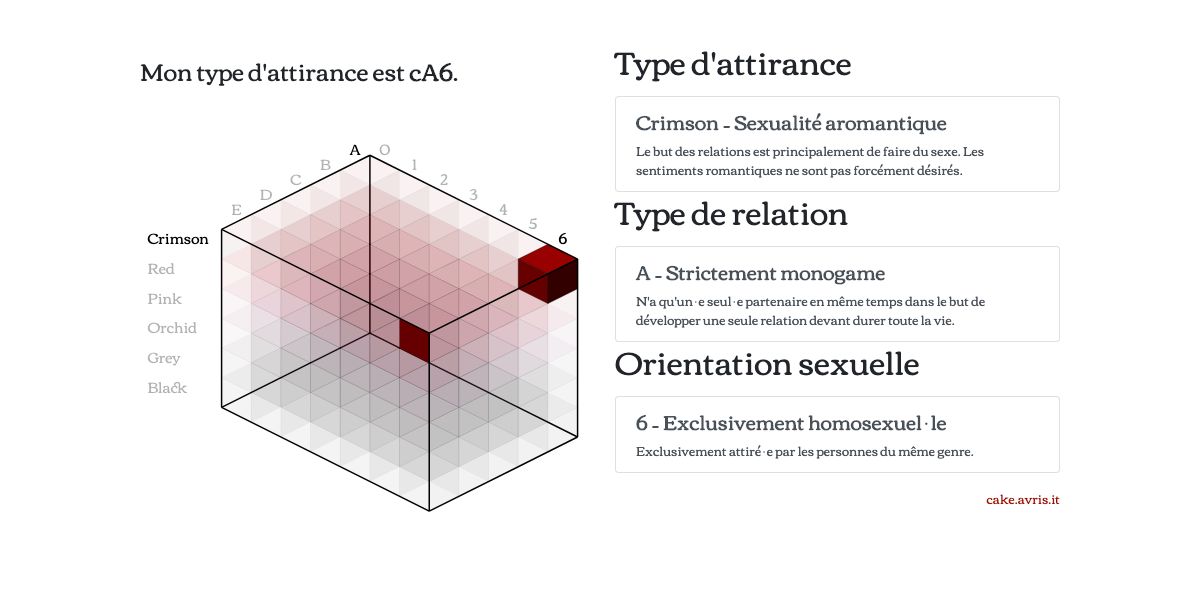 Mon type d'attirance est cA6.
A O
B 1
C 2
D 3
E 4
5
6
Crimson
Red
Pink
Orchid
Grey
Black
Type d'attirance
Crimson - Sexualité aromantique
Le but des relations est principalement de faire du sexe. Les
sentiments romantiques ne sont pas forcément désirés.
Type de relation
A - Strictement monogame
N'a qu'un·e seul·e partenaire en même temps dans le but de
développer une seule relation devant durer toute la vie.
Orientation sexuelle
6 - Exclusivement homosexuel·le
Exclusivement attiré·e par les personnes du même genre.
cake.avris.it